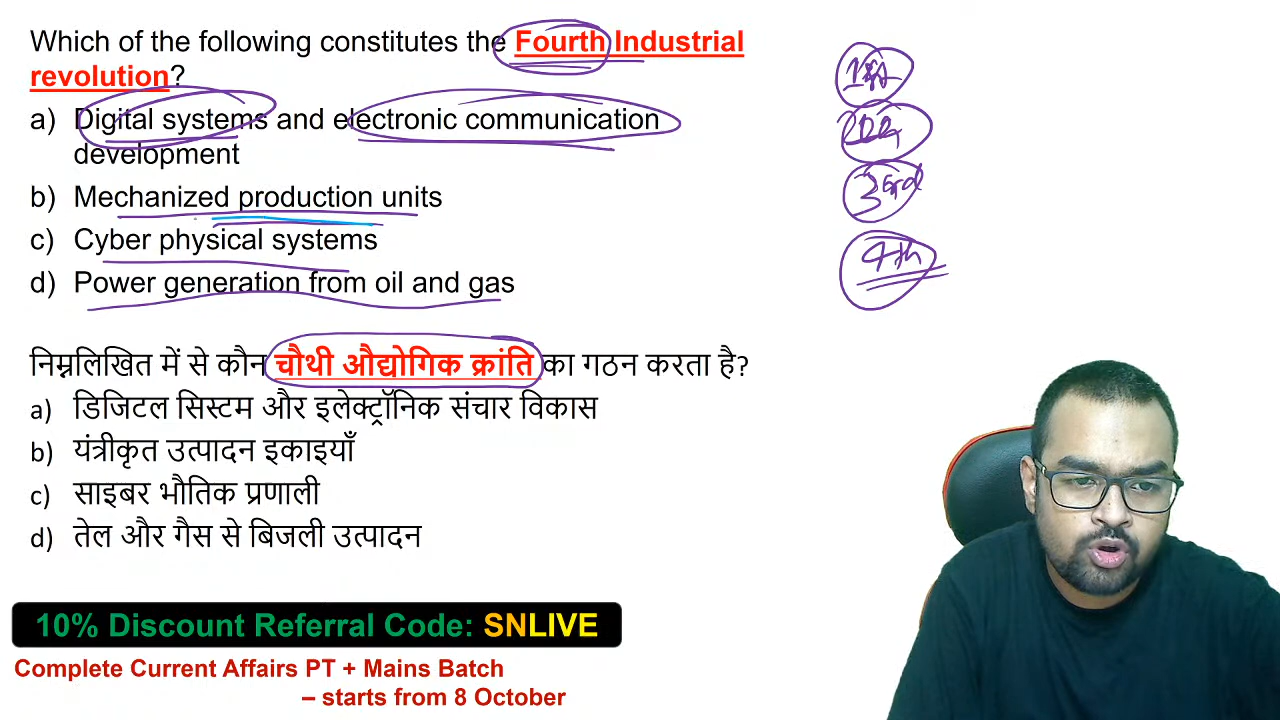 Which of the following constitutes the Fourth Industrial
revolution?
a) Digital systems and electronic communication
development
b) Mechanized production units
c) Cyber physical systems
d) Power generation from oil and gas
1st
2nd
3rd
4th
निम्नलिखित में से कौन चौथी औद्योगिक क्रांति का गठन करता है?
a) डिजिटल सिस्टम और इलेक्ट्रॉनिक संचार विकास
b) यंत्रीकृत उत्पादन इकाइयाँ
c) साइबर भौतिक प्रणाली
d) तेल और गैस से बिजली उत्पादन
10% Discount Referral Code: SNLIVE
Complete Current Affairs PT + Mains Batch
– starts from 8 October